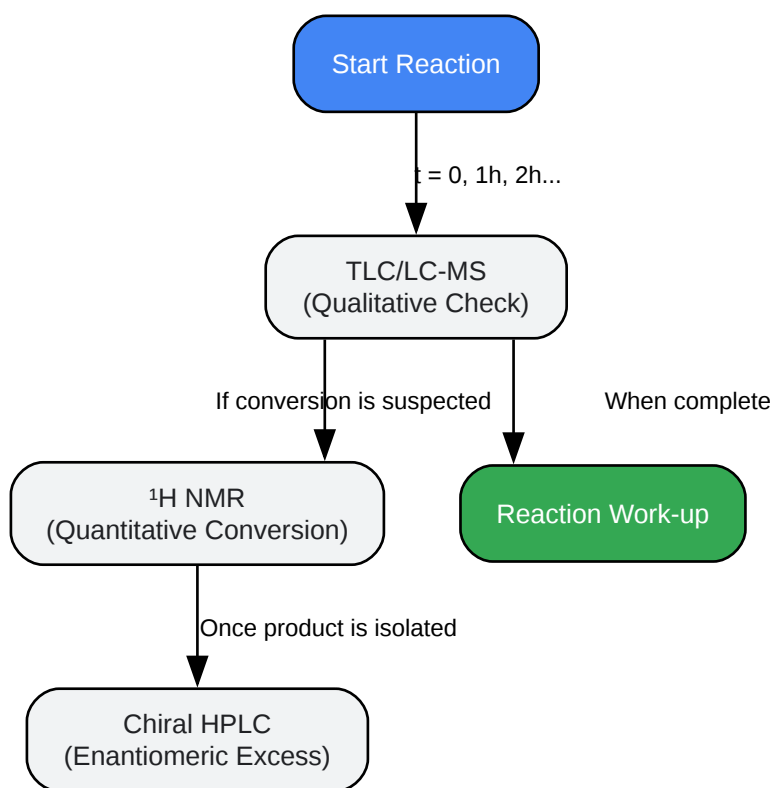 Start Reaction
t = 0, 1h, 2h...
TLC/LC-MS
(Qualitative Check)
If conversion is suspected
When complete
¹H NMR
(Quantitative Conversion)
Reaction Work-up
Once product is isolated
Chiral HPLC
(Enantiomeric Excess)